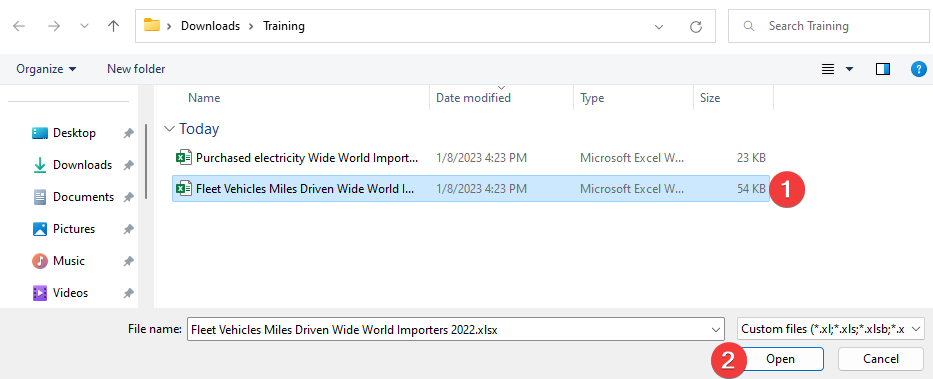 Downloads Training Search Training
Organize New folder
Name Date modified Type Size
Today
Desktop
Downloads
Documents
Pictures
Music
Videos
Purchased electricity Wide World Import... 1/8/2023 4:23 PM Microsoft Excel W... 23 KB
Fleet Vehicles Miles Driven Wide World I... 1/8/2023 4:23 PM Microsoft Excel W... 54 KB 1
File name: Fleet Vehicles Miles Driven Wide World Importers 2022.xlsx Custom files (*.xl;*.xls;*.xlsb;*.x
2 Open Cancel